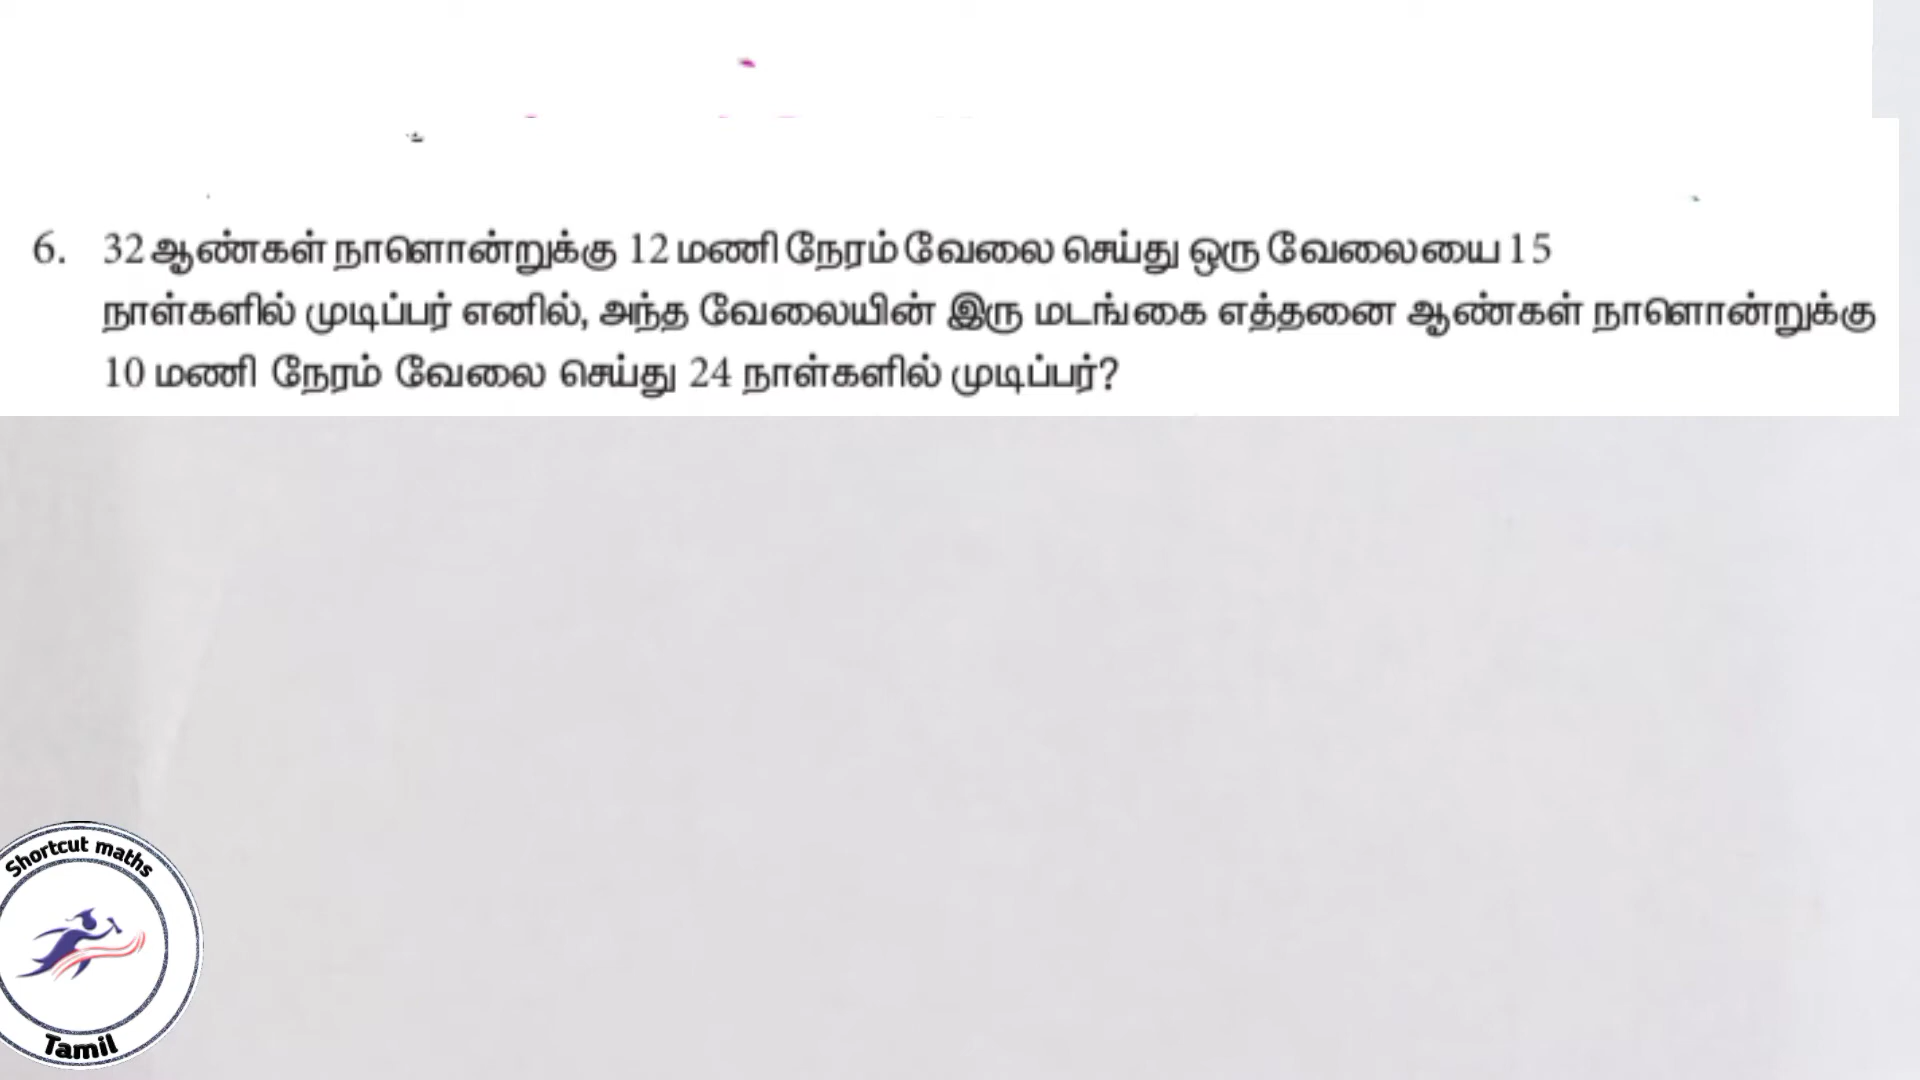 6. 32 ஆண்கள் நாளொன்றுக்கு 12 மணி நேரம் வேலை செய்து ஒரு வேலையை 15
நாள்களில் முடிப்பர் எனில், அந்த வேலையின் இரு மடங்கை எத்தனை ஆண்கள் நாளொன்றுக்கு
10 மணி நேரம் வேலை செய்து 24 நாள்களில் முடிப்பர்?
Shortcut maths
Tamil